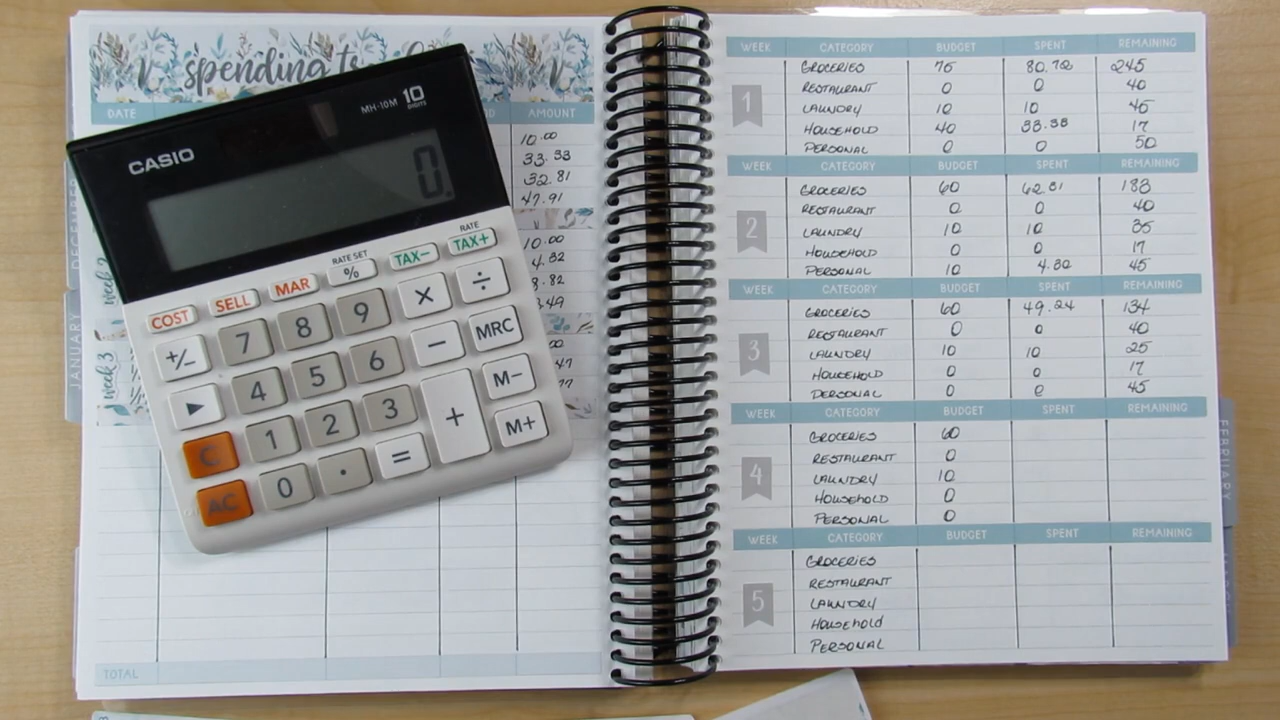 spending
DATE AMOUNT
10.00
33.33
32.81
47.91
10.00
4.32
8.82
3.49
week 2
week 3
TOTAL
DECEMBER
JANUARY
FEBRUARY
CASIO MH-10M 10 DIGITS
0.
COST SELL MAR RATE SET % TAX- RATE TAX+
+/- 7 8 9 × ÷
▶ 4 5 6 - MRC
C 1 2 3 + M-
AC 0 . = M+
WEEK CATEGORY BUDGET SPENT REMAINING
1
GROCERIES 75 80.72 245
RESTAURANT 0 0 40
LAUNDRY 10 10 45
HOUSEHOLD 40 33.33 17
PERSONAL 0 0 50
WEEK CATEGORY BUDGET SPENT REMAINING
2
GROCERIES 60 62.81 183
RESTAURANT 0 0 40
LAUNDRY 10 10 35
HOUSEHOLD 0 0 17
PERSONAL 10 4.32 45
WEEK CATEGORY BUDGET SPENT REMAINING
3
GROCERIES 60 49.24 134
RESTAURANT 0 0 40
LAUNDRY 10 10 25
HOUSEHOLD 0 0 17
PERSONAL 0 0 45
WEEK CATEGORY BUDGET SPENT REMAINING
4
GROCERIES 60
RESTAURANT 0
LAUNDRY 10
HOUSEHOLD 0
PERSONAL 0
WEEK CATEGORY BUDGET SPENT REMAINING
5
GROCERIES
RESTAURANT
LAUNDRY
HOUSEHOLD
PERSONAL